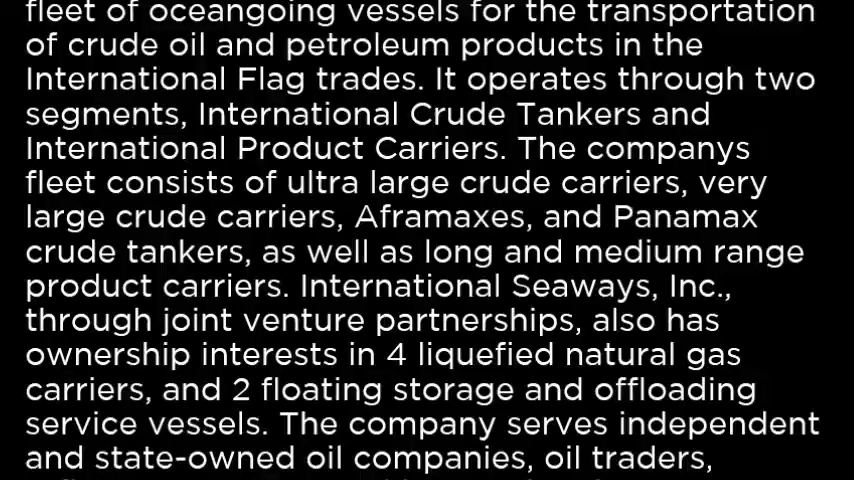 fleet of oceangoing vessels for the transportation
of crude oil and petroleum products in the
International Flag trades. It operates through two
segments, International Crude Tankers and
International Product Carriers. The companys
fleet consists of ultra large crude carriers, very
large crude carriers, Aframaxes, and Panamax
crude tankers, as well as long and medium range
product carriers. International Seaways, Inc.,
through joint venture partnerships, also has
ownership interests in 4 liquefied natural gas
carriers, and 2 floating storage and offloading
service vessels. The company serves independent
and state-owned oil companies, oil traders,